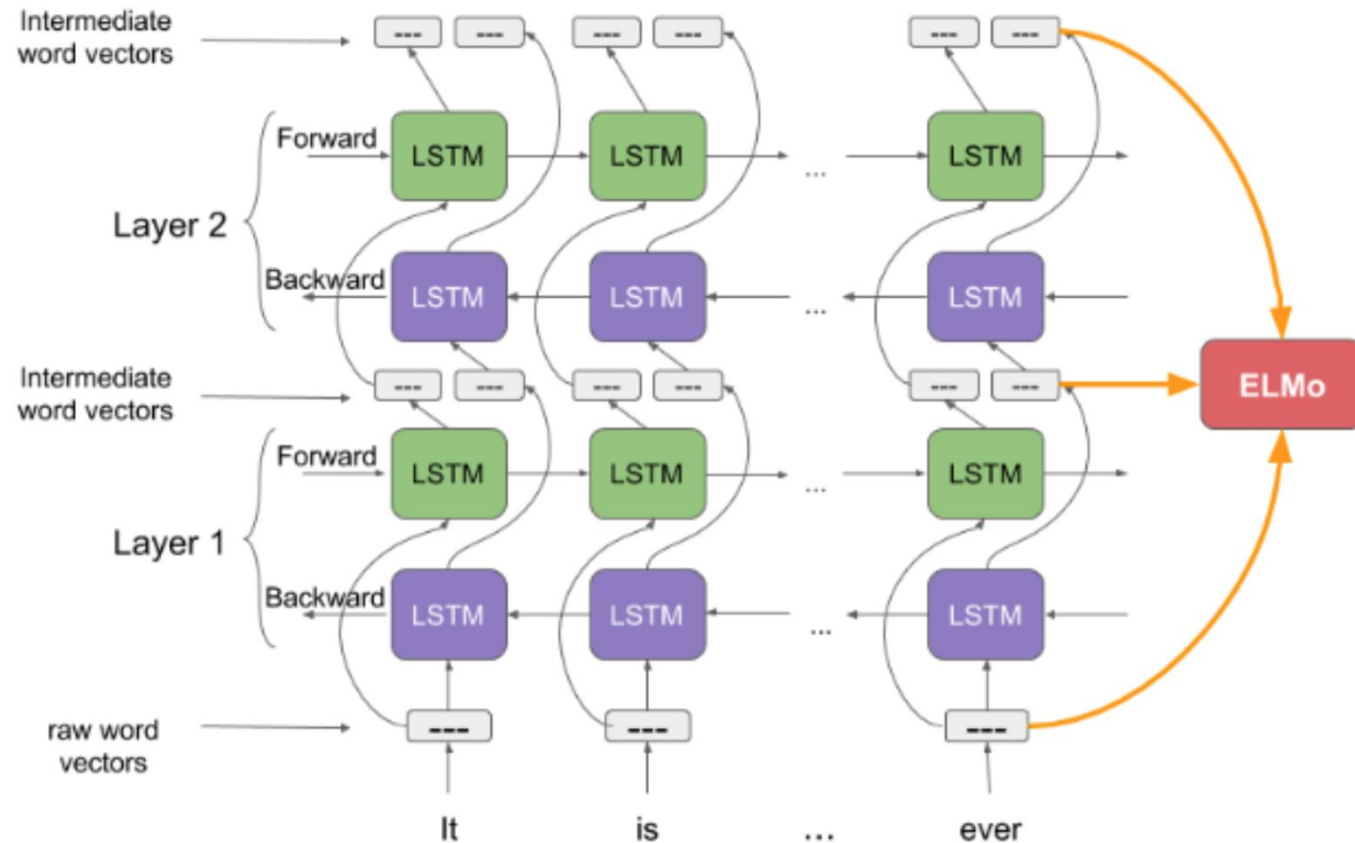 Intermediate
word vectors
--- --- --- --- --- ---
Forward
LSTM LSTM ... LSTM
Layer 2
Backward
LSTM LSTM ... LSTM
Intermediate
word vectors
--- --- --- --- --- ---
ELMo
Forward
LSTM LSTM ... LSTM
Layer 1
Backward
LSTM LSTM ... LSTM
raw word
vectors
--- --- ---
It is ... ever